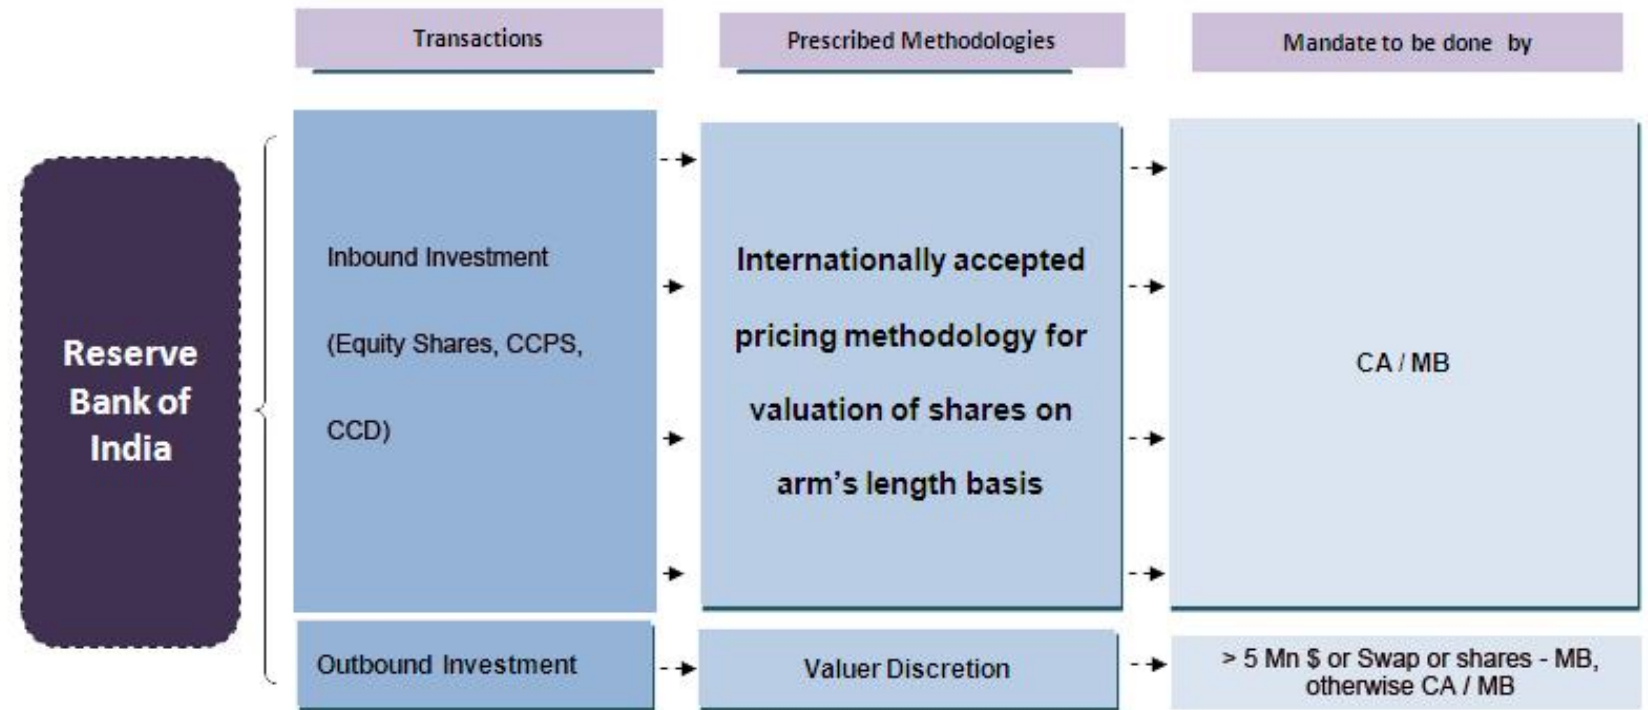 Transactions
Prescribed Methodologies
Mandate to be done by
Reserve
Bank of
India
Inbound Investment
(Equity Shares, CCPS,
CCD)
Internationally accepted
pricing methodology for
valuation of shares on
arm's length basis
CA / MB
Outbound Investment
Valuer Discretion
> 5 Mn $ or Swap or shares - MB,
otherwise CA / MB